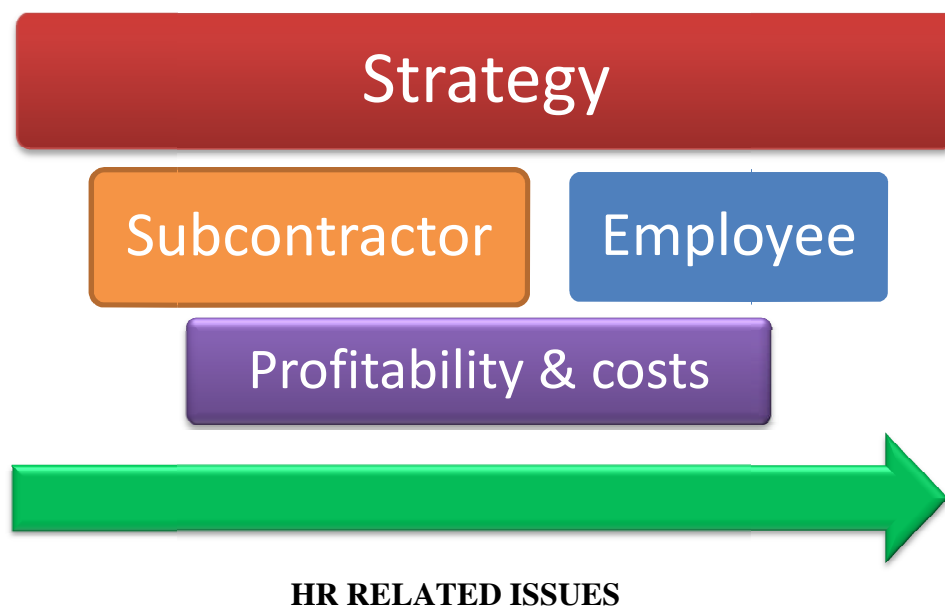 Strategy
Subcontractor Employee
Profitability & costs
HR RELATED ISSUES